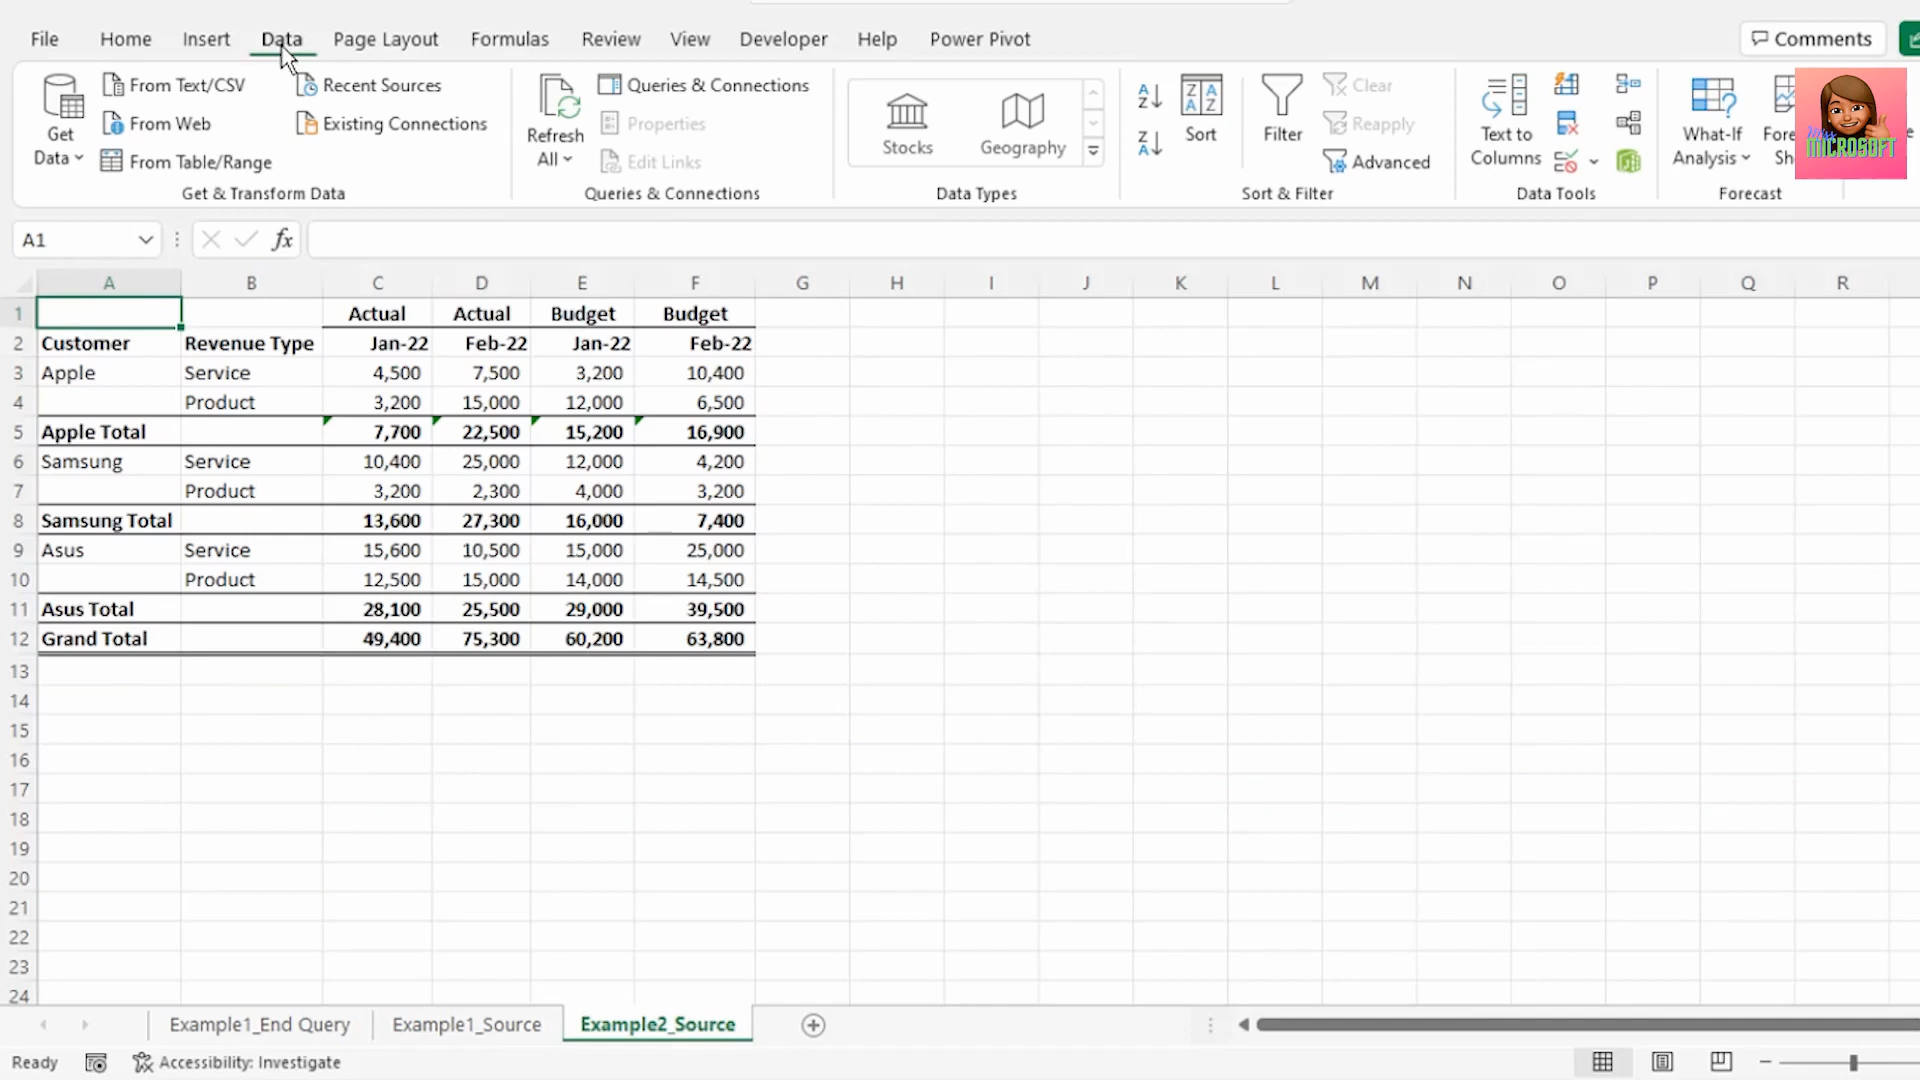 File Home Insert Data Page Layout Formulas Review View Developer Help Power Pivot Comments
Get Data
From Text/CSV
From Web
From Table/Range
Recent Sources
Existing Connections
Get & Transform Data
Refresh All
Queries & Connections
Properties
Edit Links
Queries & Connections
Stocks Geography
Data Types
Sort
Filter
Clear
Reapply
Advanced
Sort & Filter
Text to Columns
Data Tools
What-If Analysis
Fore
Sh
Forecast
Miss
MICROSOFT
A1 fx
A B C D E F G H I J K L M N O P Q R
1 Actual Actual Budget Budget
2 Customer Revenue Type Jan-22 Feb-22 Jan-22 Feb-22
3 Apple Service 4,500 7,500 3,200 10,400
4 Product 3,200 15,000 12,000 6,500
5 Apple Total 7,700 22,500 15,200 16,900
6 Samsung Service 10,400 25,000 12,000 4,200
7 Product 3,200 2,300 4,000 3,200
8 Samsung Total 13,600 27,300 16,000 7,400
9 Asus Service 15,600 10,500 15,000 25,000
10 Product 12,500 15,000 14,000 14,500
11 Asus Total 28,100 25,500 29,000 39,500
12 Grand Total 49,400 75,300 60,200 63,800
13
14
15
16
17
18
19
20
21
22
23
24
Example1_End Query Example1_Source Example2_Source
Ready Accessibility: Investigate